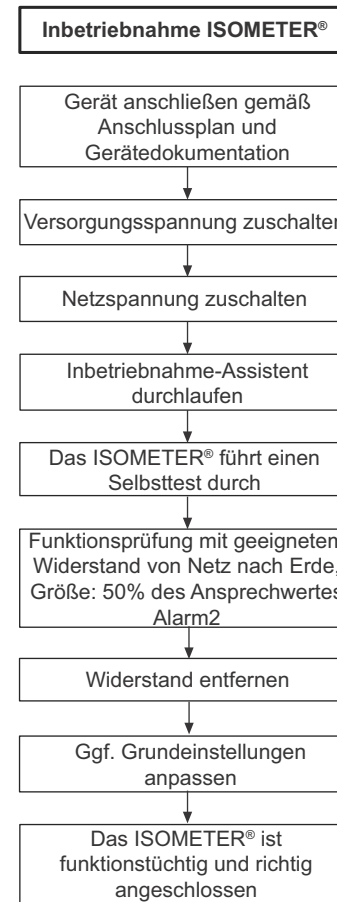 Inbetriebnahme ISOMETER®
Gerät anschließen gemäß
Anschlussplan und
Gerätedokumentation
Versorgungsspannung zuschalten
Netzspannung zuschalten
Inbetriebnahme-Assistent
durchlaufen
Das ISOMETER® führt einen
Selbsttest durch
Funktionsprüfung mit geeignetem
Widerstand von Netz nach Erde,
Größe: 50% des Ansprechwertes
Alarm2
Widerstand entfernen
Ggf. Grundeinstellungen
anpassen
Das ISOMETER® ist
funktionstüchtig und richtig
angeschlossen